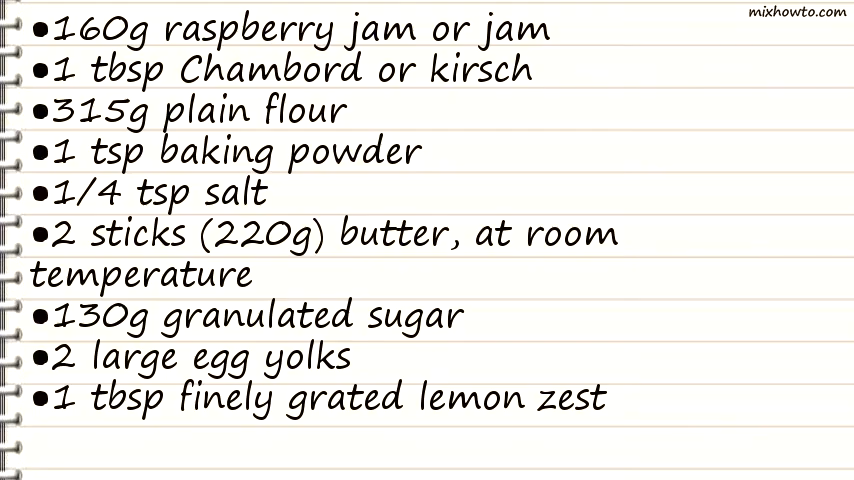 mixhowto.com
•160g raspberry jam or jam
•1 tbsp Chambord or kirsch
•315g plain flour
•1 tsp baking powder
•1/4 tsp salt
•2 sticks (220g) butter, at room
temperature
•130g granulated sugar
•2 large egg yolks
•1 tbsp finely grated lemon zest